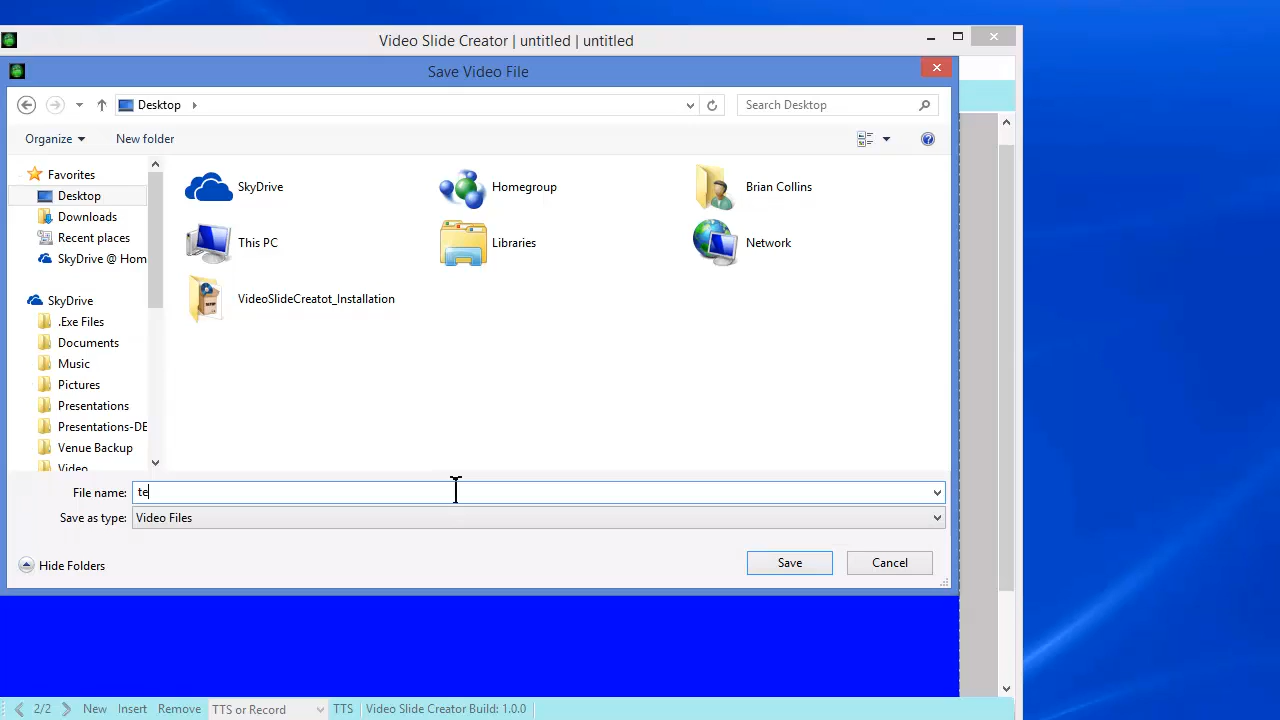 Video Slide Creator | untitled | untitled
Save Video File
Desktop
Search Desktop
Organize
New folder
Favorites
Desktop
Downloads
Recent places
SkyDrive @ Hom
SkyDrive
.Exe Files
Documents
Music
Pictures
Presentations
Presentations-DE
Venue Backup
Video
SkyDrive
Homegroup
Brian Collins
This PC
Libraries
Network
VideoSlideCreatot_Installation
File name: te
Save as type: Video Files
Hide Folders
Save
Cancel
2/2 New Insert Remove TTS or Record TTS Video Slide Creator Build: 1.0.0